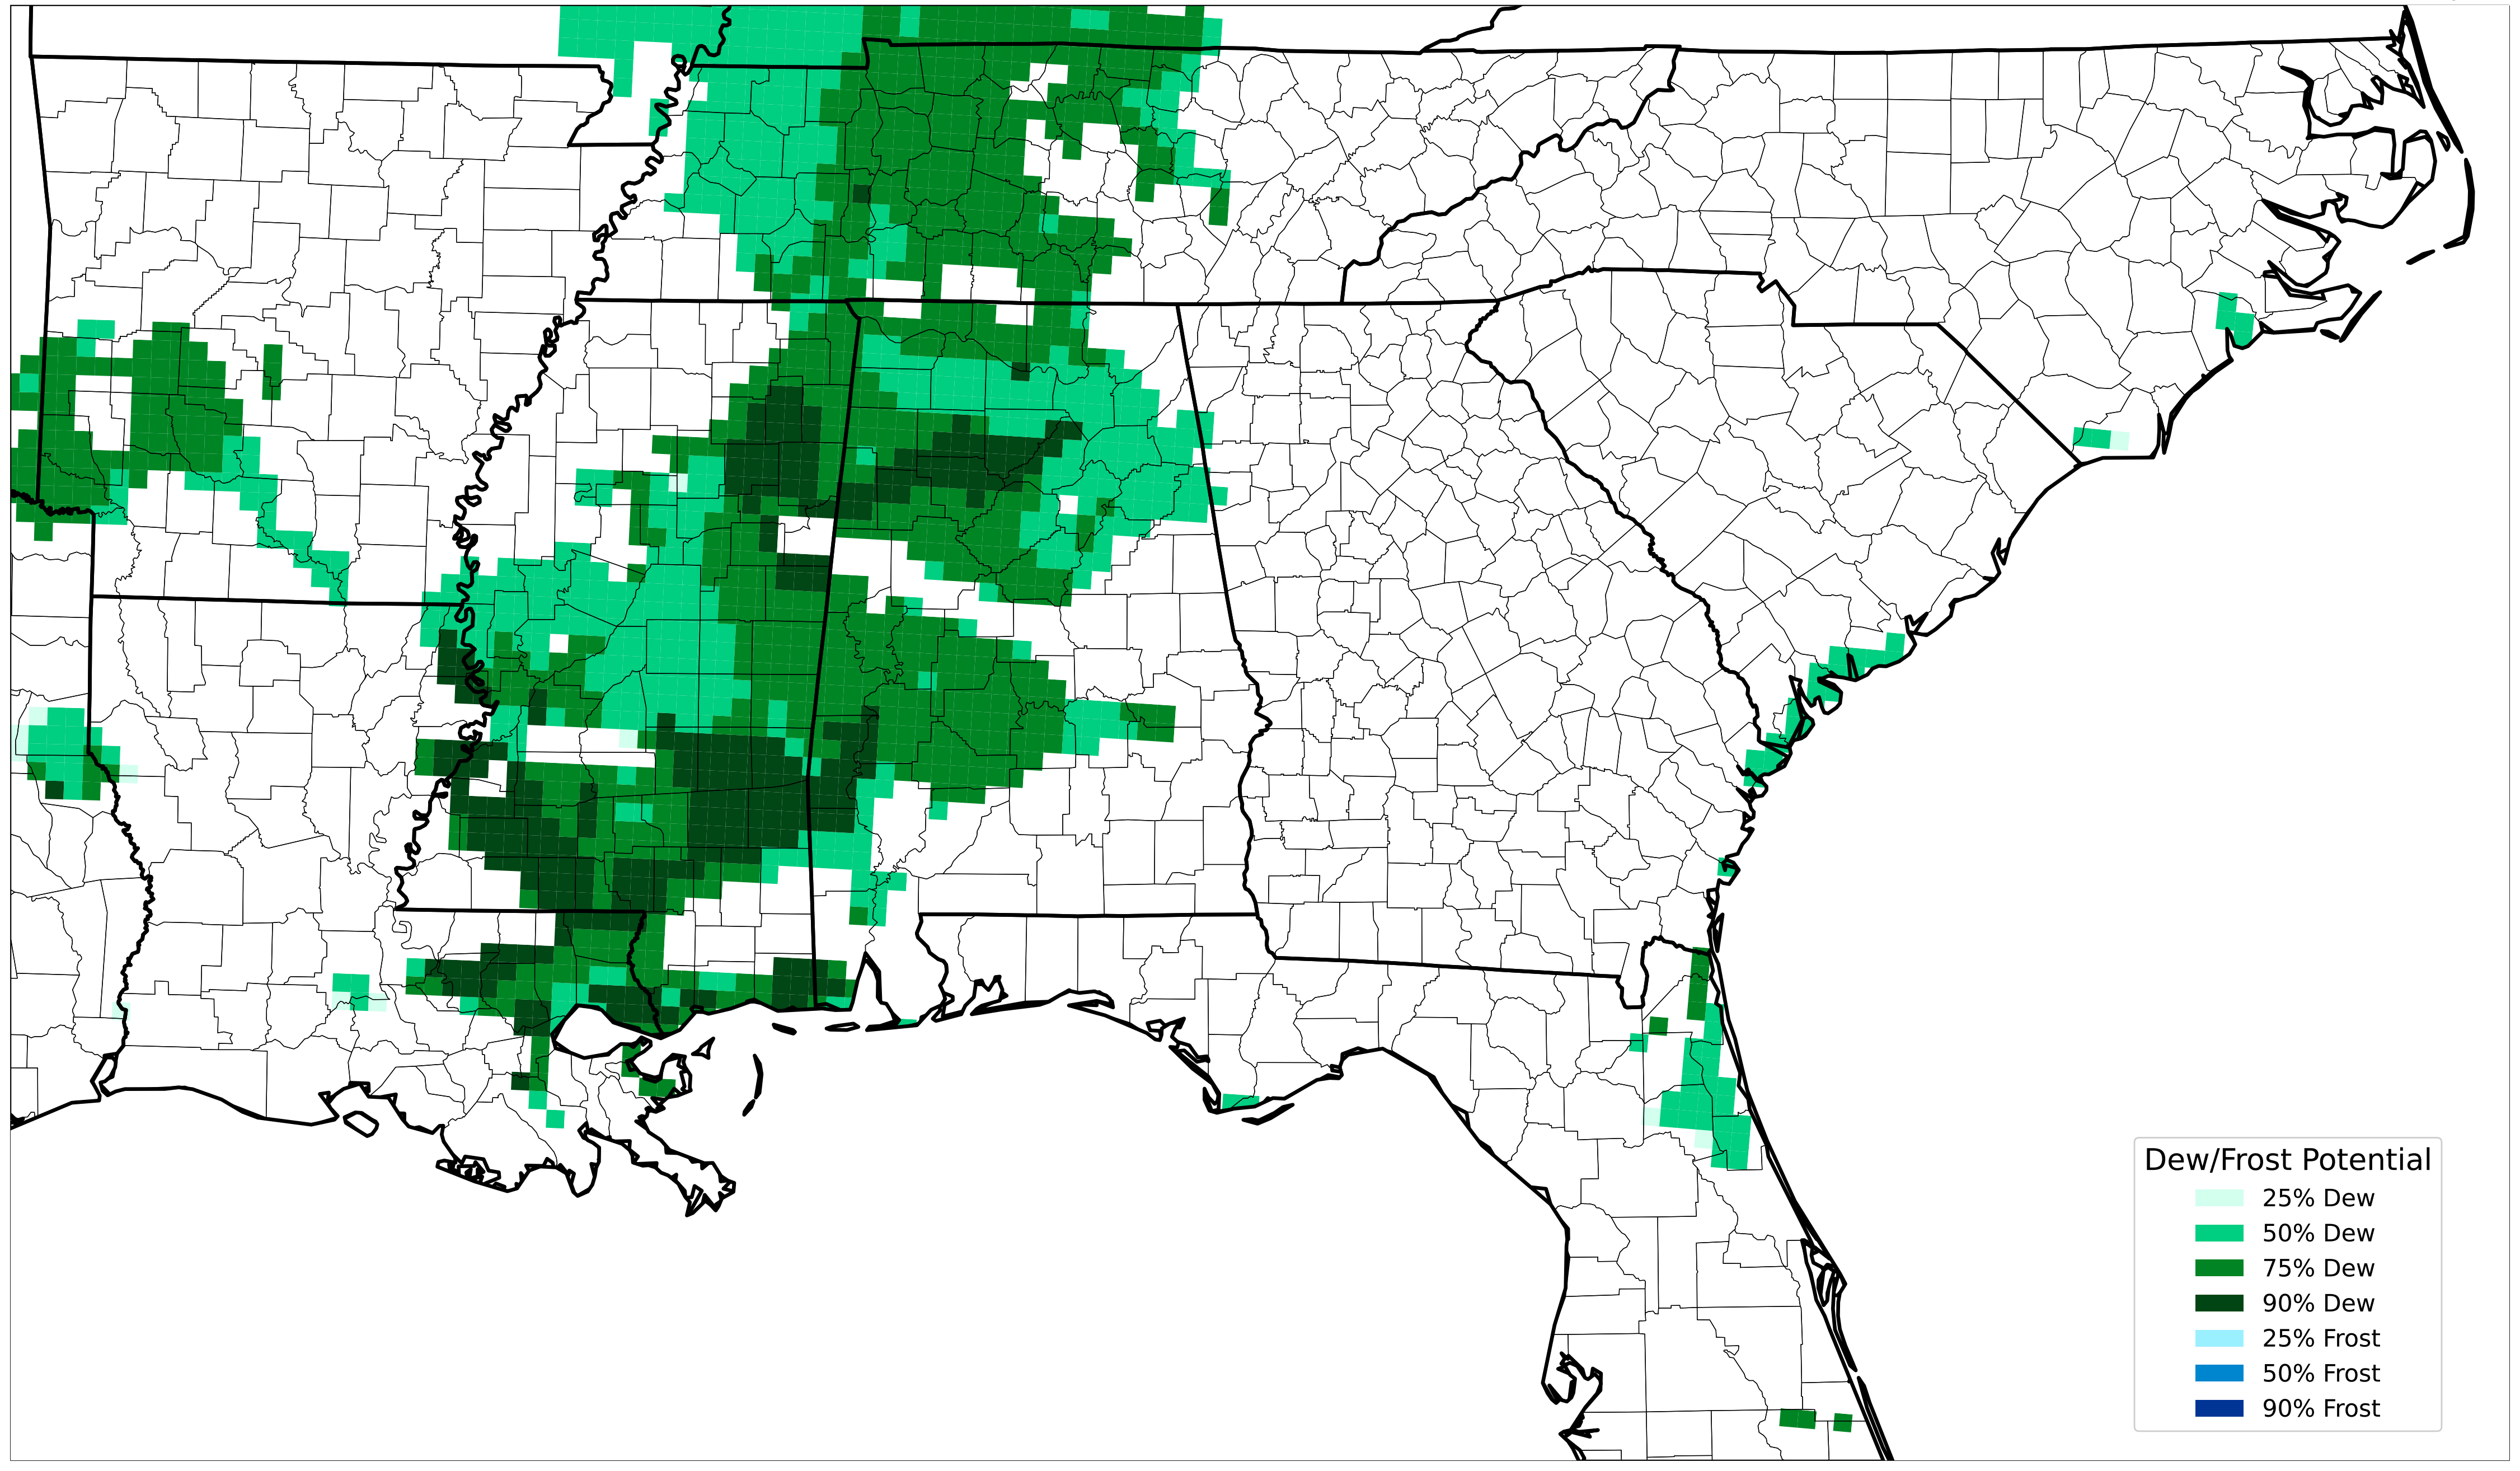 Dew/Frost Potential
25% Dew
50% Dew
75% Dew
90% Dew
25% Frost
50% Frost
90% Frost